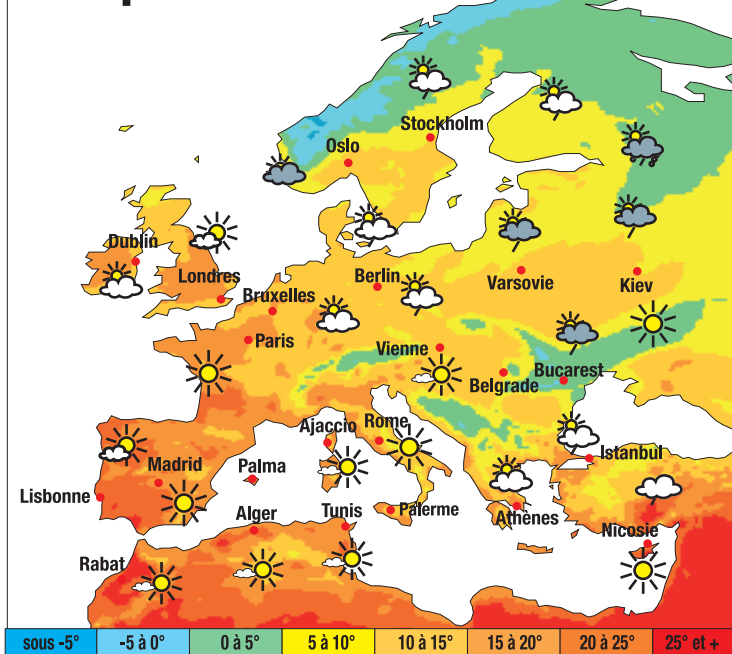 Stockholm
Oslo
Dublin
Londres
Berlin
Varsovie
Kiev
Bruxelles
Paris
Vienne
Bucarest
Belgrade
Ajaccio
Rome
Istanbul
Madrid
Palma
Lisbonne
Alger
Tunis
Palerme
Athènes
Nicosie
Rabat
sous -5° -5 à 0° 0 à 5° 5 à 10° 10 à 15° 15 à 20° 20 à 25° 25° et +